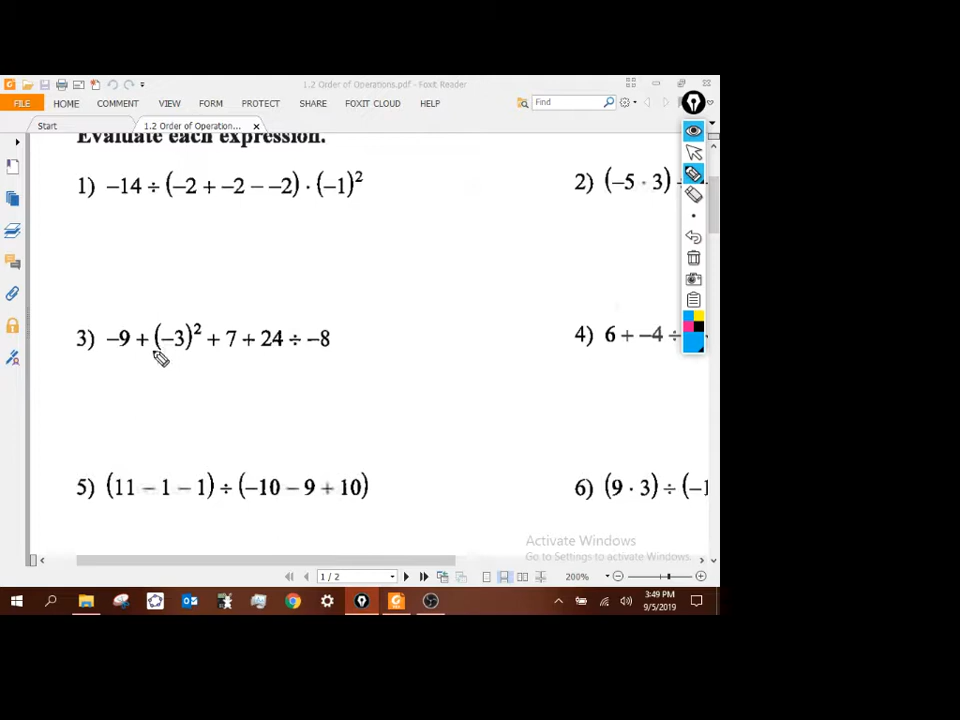 1.2 Order of Operations.pdf - Foxit Reader
FILE HOME COMMENT VIEW FORM PROTECT SHARE FOXIT CLOUD HELP
Find
Start 1.2 Order of Operation...
Evaluate each expression.
1) −14 ÷ (−2 + −2 − −2) · (−1)²
2) (−5 · 3)
3) −9 + (−3)² + 7 + 24 ÷ −8
4) 6 + −4 ÷
5) (11 − 1 − 1) ÷ (−10 − 9 + 10)
6) (9 · 3) ÷ (−1
Activate Windows
Go to Settings to activate Windows.
1 / 2
200%
3:49 PM
9/5/2019